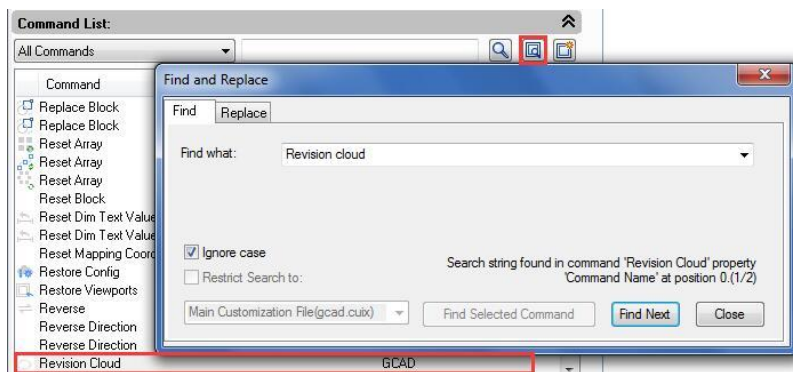 Command List:
All Commands
Command
Replace Block
Replace Block
Reset Array
Reset Array
Reset Array
Reset Block
Reset Dim Text Value
Reset Dim Text Value
Reset Mapping Coord
Restore Config
Restore Viewports
Reverse
Reverse Direction
Reverse Direction
Revision Cloud GCAD
Find and Replace
Find Replace
Find what: Revision cloud
Ignore case
Restrict Search to:
Search string found in command 'Revision Cloud' property
'Command Name' at position 0.(1/2)
Main Customization File(gcad.cuix) Find Selected Command Find Next Close